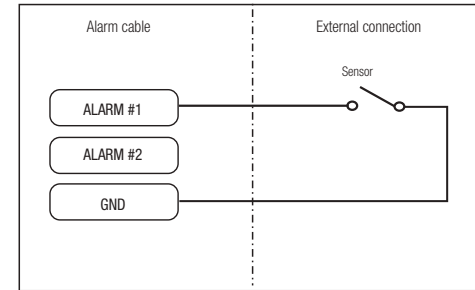 Alarm cable
External connection
Sensor
ALARM #1
ALARM #2
GND